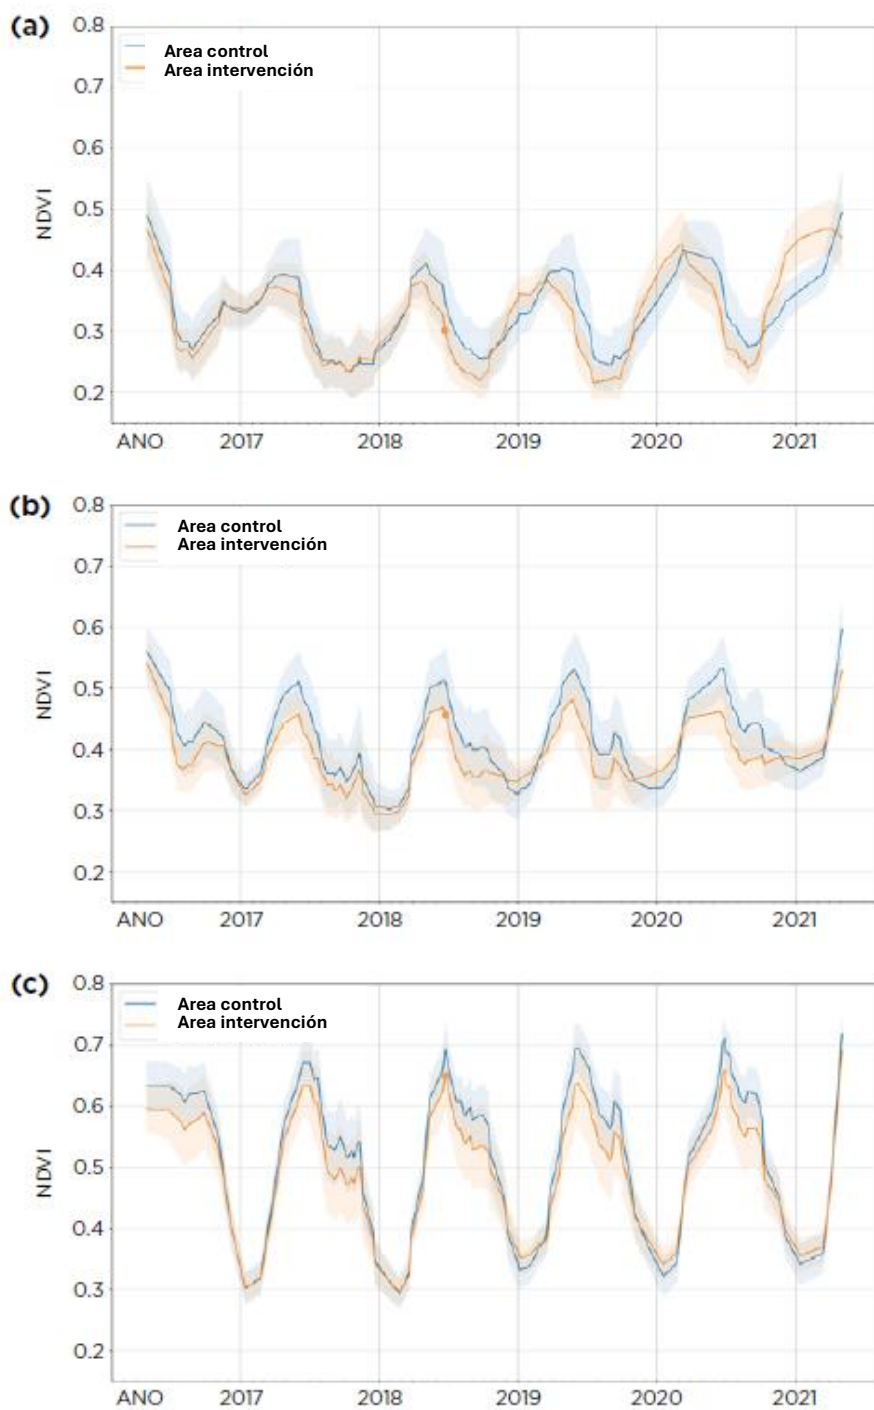 (a)
0.8
Area control
Area intervención
0.7
0.6
0.5
NDVI
0.4
0.3
0.2
ANO 2017 2018 2019 2020 2021
(b)
0.8
Area control
Area intervención
0.7
0.6
0.5
NDVI
0.4
0.3
0.2
ANO 2017 2018 2019 2020 2021
(c)
0.8
Area control
Area intervención
0.7
0.6
0.5
NDVI
0.4
0.3
0.2
ANO 2017 2018 2019 2020 2021